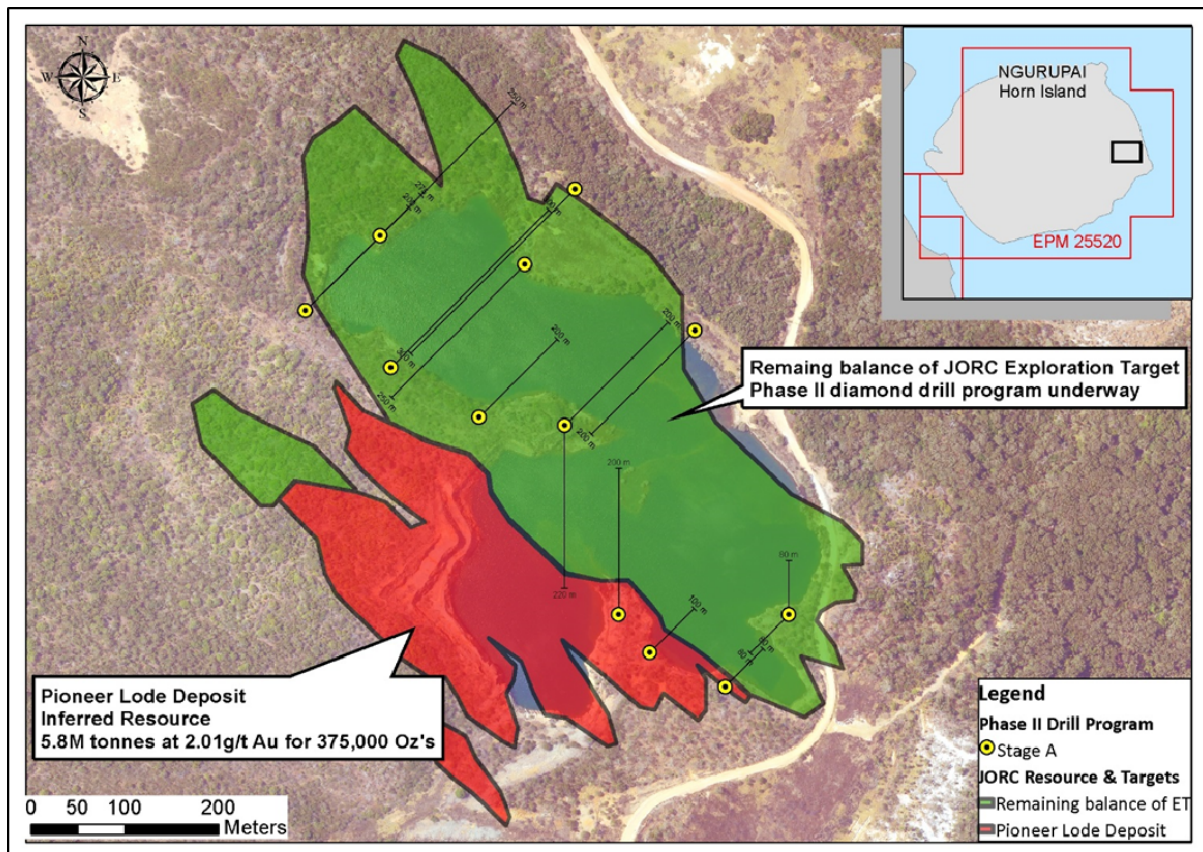 N
W E
S
NGURUPAI
Horn Island
EPM 25520
250 m
200 m
300 m
250 m
200 m
200 m
200 m
Remaing balance of JORC Exploration Target
Phase II diamond drill program underway
200 m
220 m
80 m
100 m
Pioneer Lode Deposit
Inferred Resource
5.8M tonnes at 2.01g/t Au for 375,000 Oz's
0 50 100 200
Meters
Legend
Phase II Drill Program
Stage A
JORC Resource & Targets
Remaining balance of ET
Pioneer Lode Deposit